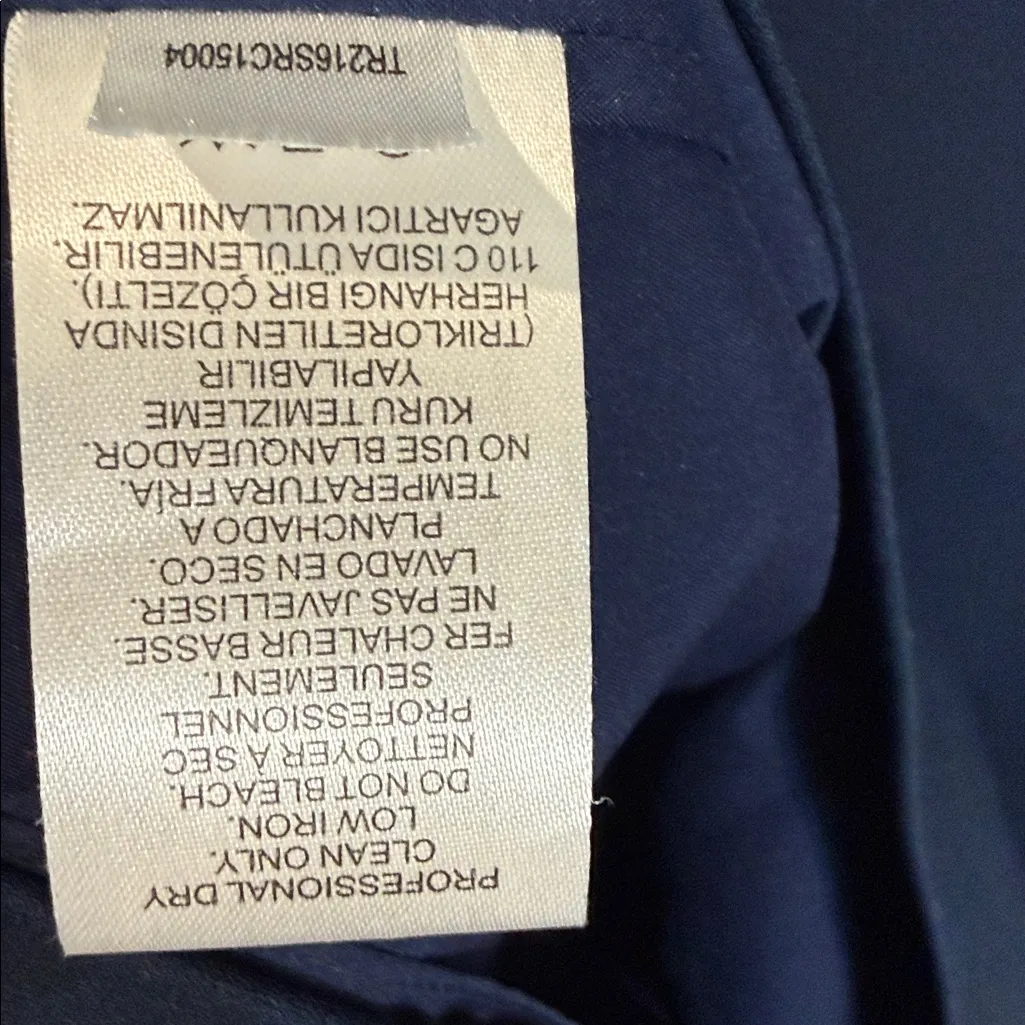 PROFESSIONAL DRY
CLEAN ONLY.
LOW IRON.
DO NOT BLEACH.
NETTOYER A SEC
PROFESSIONNEL
SEULEMENT.
FER CHALEUR BASSE.
NE PAS JAVELLISER.
LAVADO EN SECO.
PLANCHADO A
TEMPERATURA FRÍA.
NO USE BLANQUEADOR.
KURU TEMIZLEME
YAPILABILIR
(TRIKLORETILEN DISINDA
HERHANGI BIR ÇÖZELTI).
110 C ISIDA ÜTÜLENEBILIR.
AGARTICI KULLANILMAZ.
TR216SRC15004